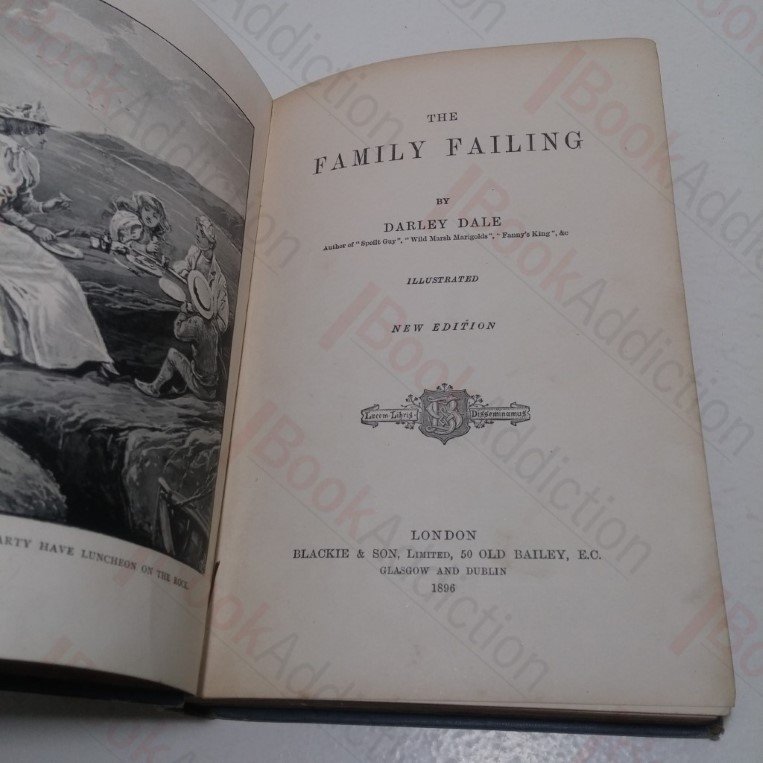 ARTY HAVE LUNCHEON ON THE ROCK.
THE
FAMILY FAILING
BY
DARLEY DALE
Author of "Spoilt Guy", "Wild Marsh Marigolds", "Fanny's King", &c
ILLUSTRATED
NEW EDITION
Lucem Libris Disseminamus
LONDON
BLACKIE & SON, LIMITED, 50 OLD BAILEY, E.C.
GLASGOW AND DUBLIN
1896
BookAddiction